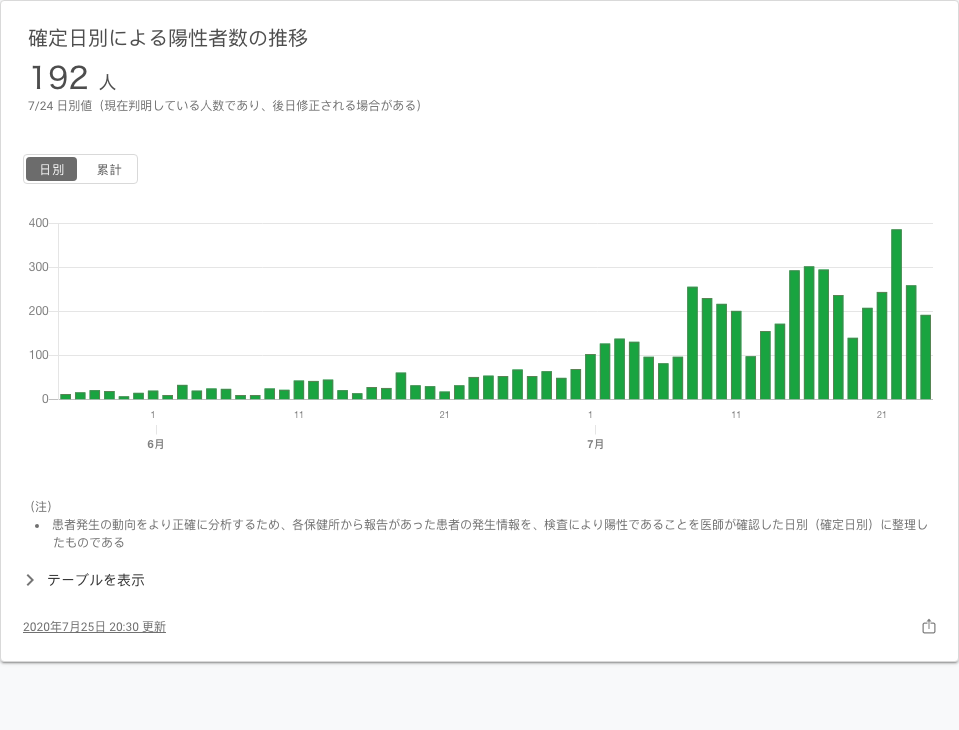 確定日別による陽性者数の推移
192 人
7/24 日別値（現在判明している人数であり、後日修正される場合がある）
日別 累計
400
300
200
100
0
1 11 21 1 11 21
6月 7月
（注）
• 患者発生の動向をより正確に分析するため、各保健所から報告があった患者の発生情報を、検査により陽性であることを医師が確認した日別（確定日別）に整理し
たものである
テーブルを表示
2020年7月25日 20:30 更新